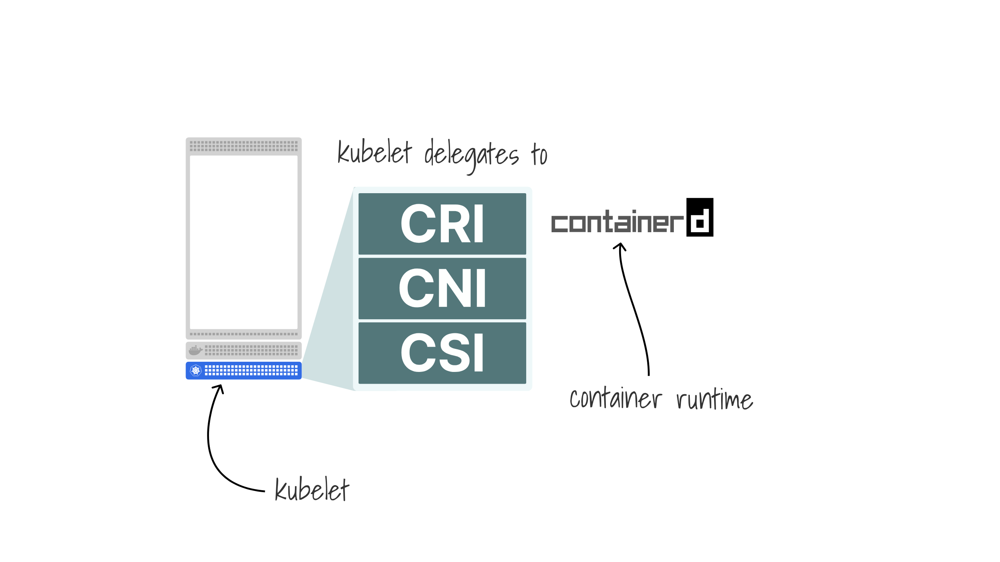 kubelet delegates to
CRI
containerd
CNI
CSI
container runtime
kubelet